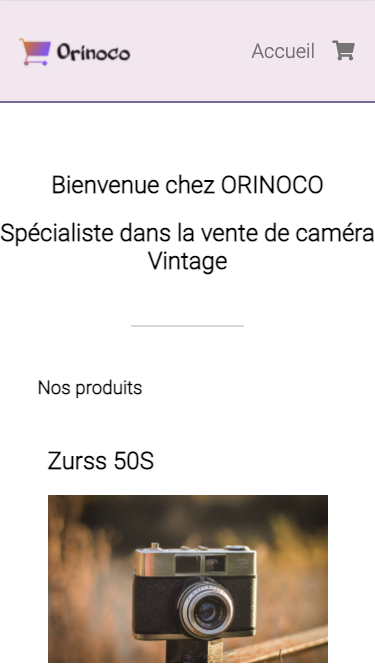 Orinoco
Accueil
Bienvenue chez ORINOCO
Spécialiste dans la vente de caméra
Vintage
Nos produits
Zurss 50S